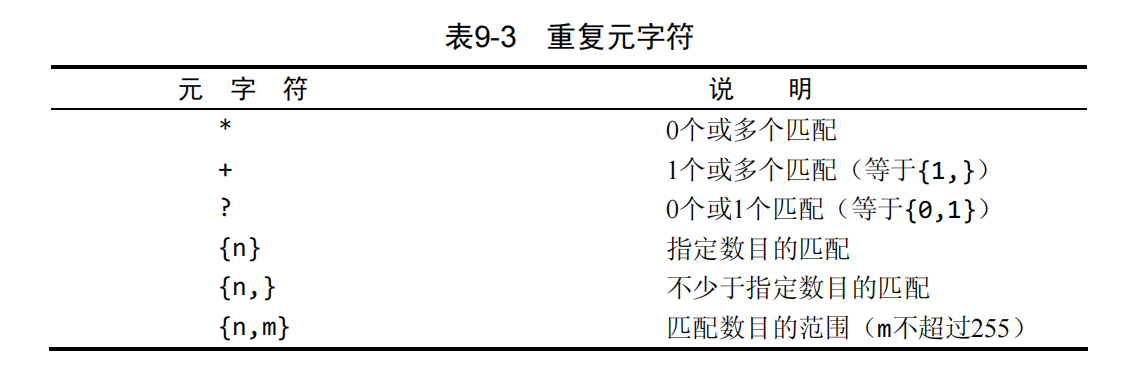 表9-3 重复元字符
元 字 符 说 明
* 0个或多个匹配
+ 1个或多个匹配（等于{1,}）
? 0个或1个匹配（等于{0,1}）
{n} 指定数目的匹配
{n,} 不少于指定数目的匹配
{n,m} 匹配数目的范围（m不超过255）